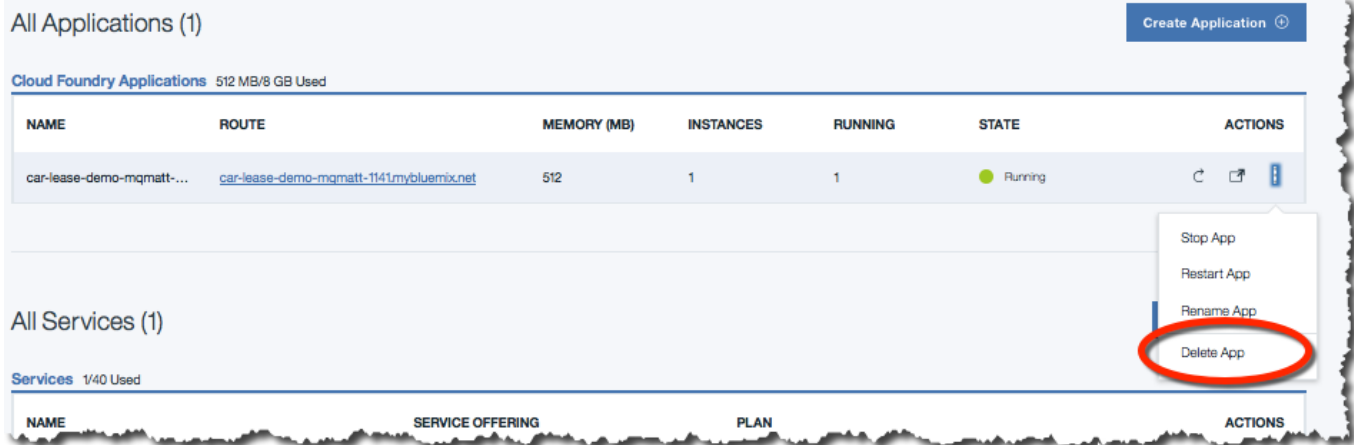 All Applications (1)
Create Application
Cloud Foundry Applications 512 MB/8 GB Used
NAME ROUTE MEMORY (MB) INSTANCES RUNNING STATE ACTIONS
car-lease-demo-mqmatt-... car-lease-demo-mqmatt-1141.mybluemix.net 512 1 1 Running
Stop App
Restart App
Rename App
Delete App
All Services (1)
Services 1/40 Used
NAME SERVICE OFFERING PLAN ACTIONS